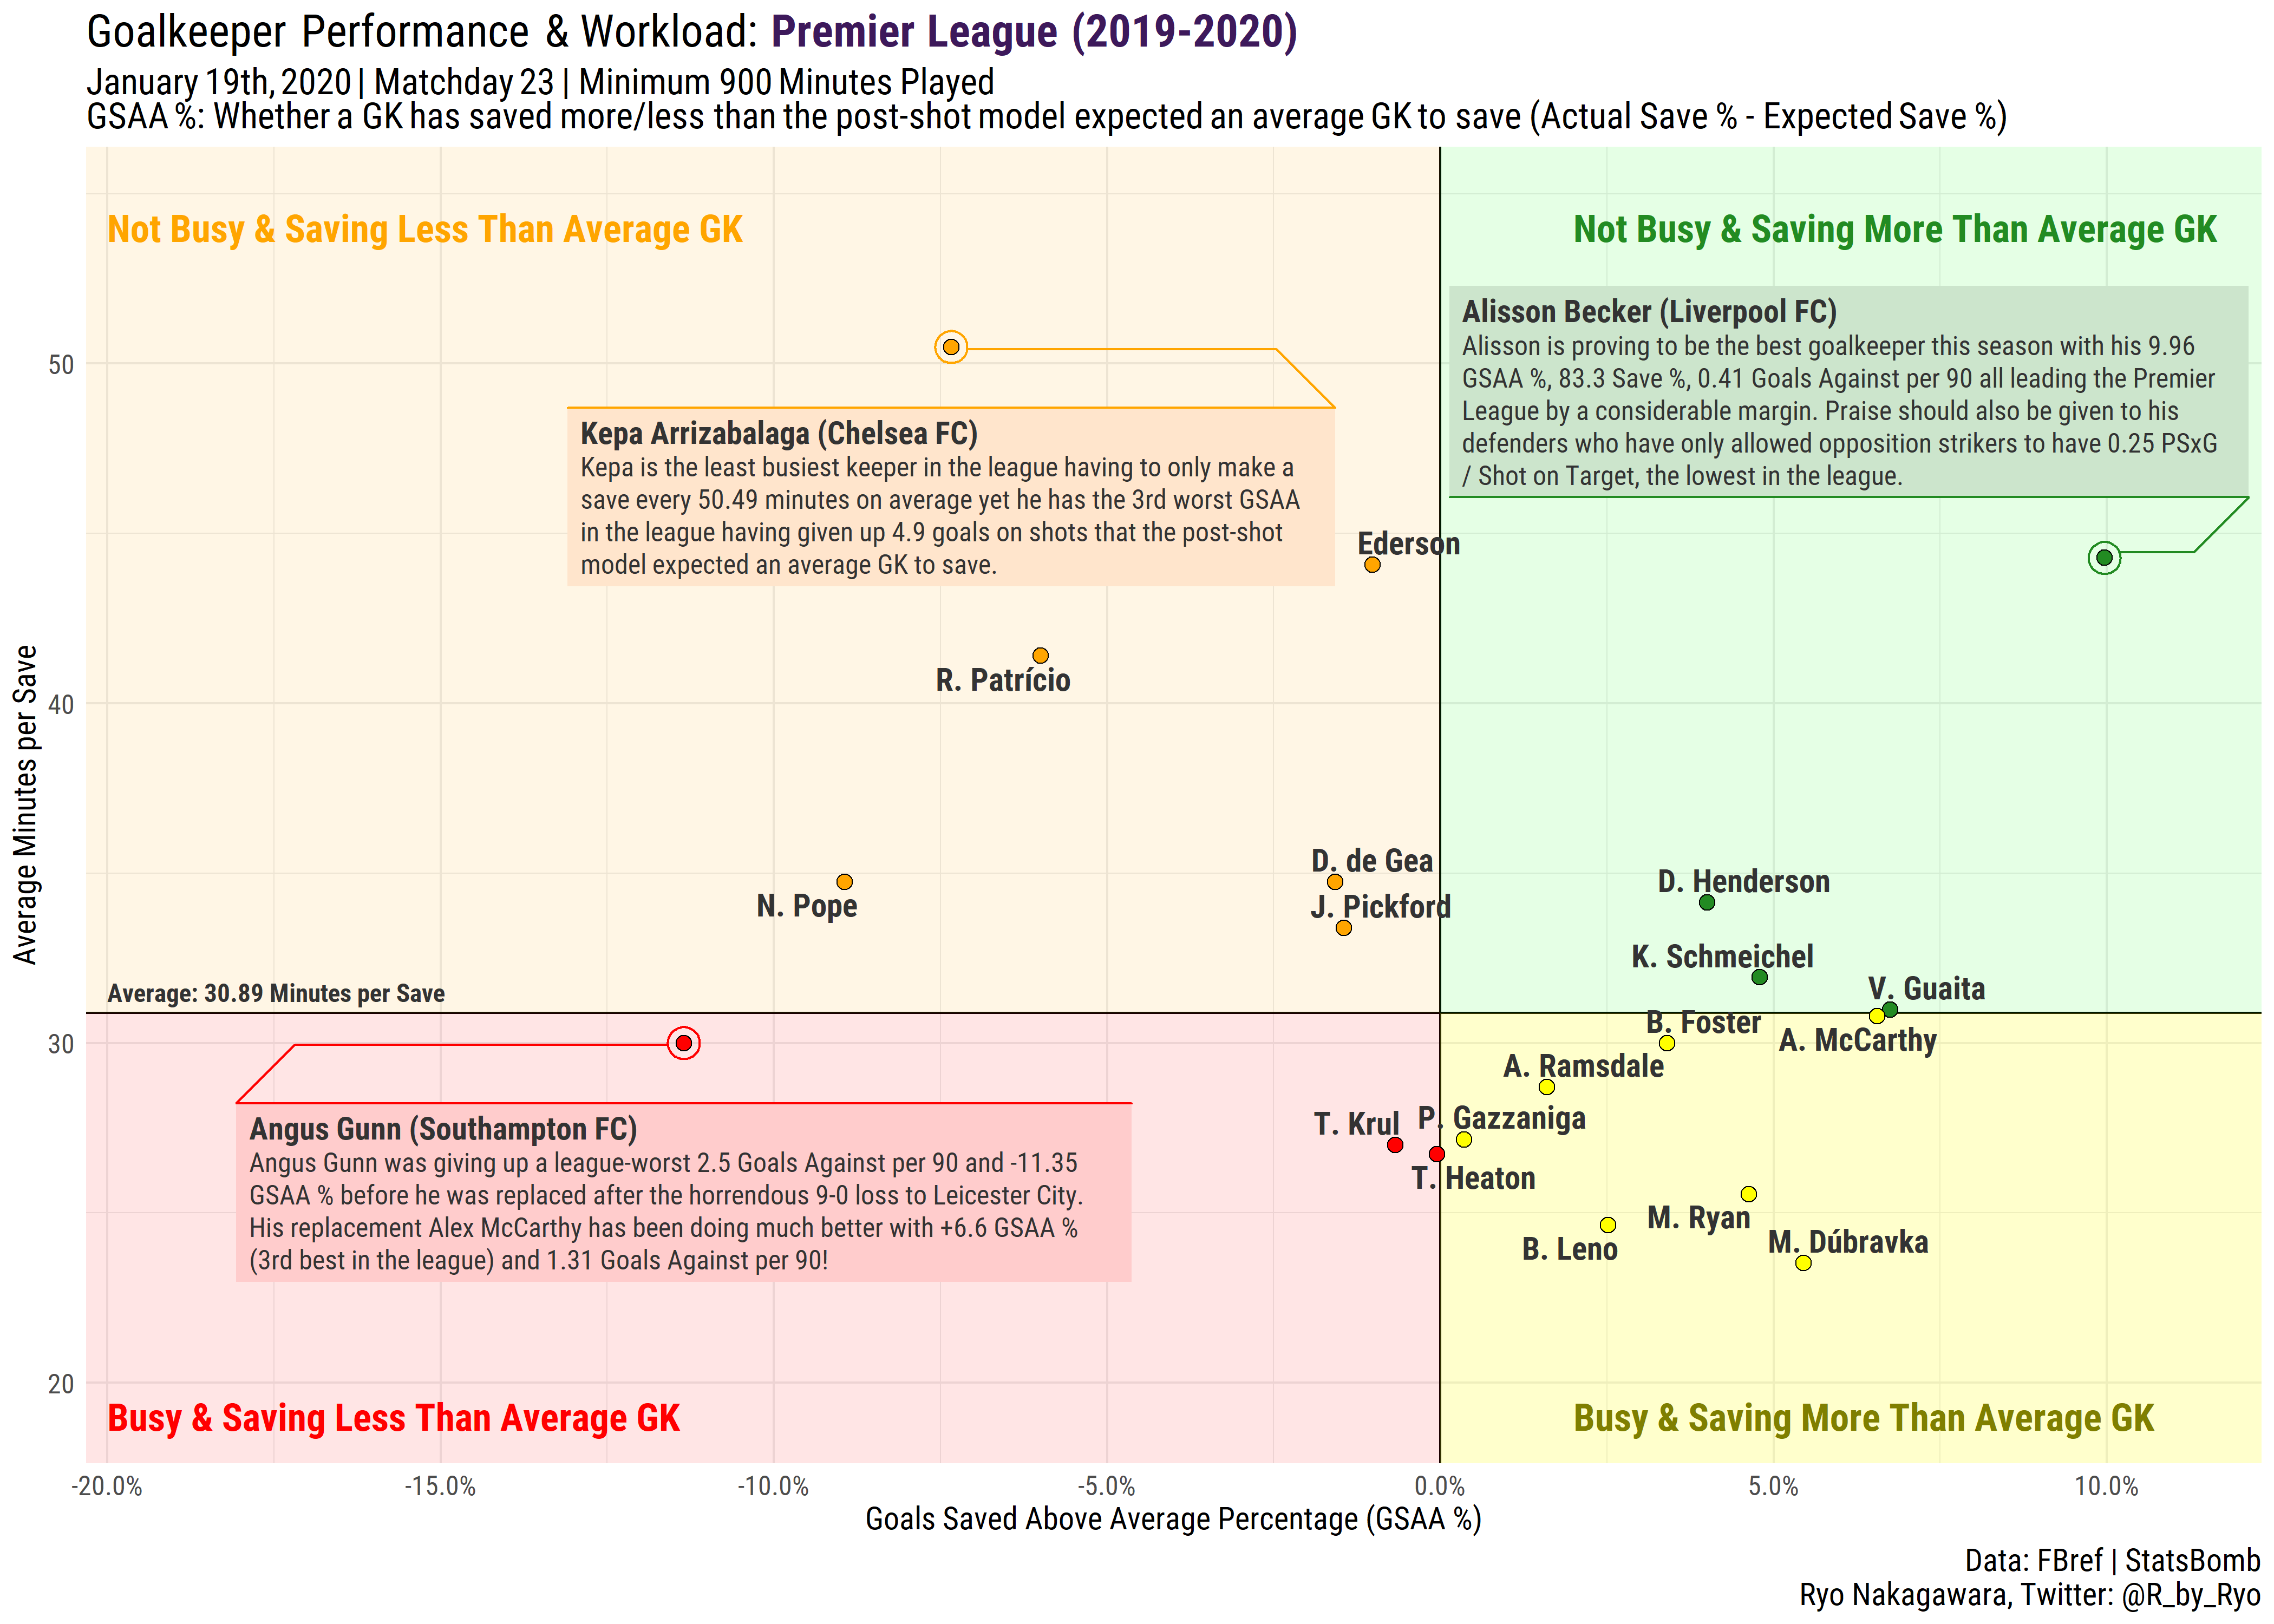 Goalkeeper Performance & Workload: Premier League (2019-2020)
January 19th, 2020 | Matchday 23 | Minimum 900 Minutes Played
GSAA %: Whether a GK has saved more/less than the post-shot model expected an average GK to save (Actual Save % - Expected Save %)
Not Busy & Saving Less Than Average GK
Not Busy & Saving More Than Average GK
Alisson Becker (Liverpool FC)
Alisson is proving to be the best goalkeeper this season with his 9.96
GSAA %, 83.3 Save %, 0.41 Goals Against per 90 all leading the Premier
League by a considerable margin. Praise should also be given to his
defenders who have only allowed opposition strikers to have 0.25 PSxG
/ Shot on Target, the lowest in the league.
Kepa Arrizabalaga (Chelsea FC)
Kepa is the least busiest keeper in the league having to only make a
save every 50.49 minutes on average yet he has the 3rd worst GSAA
in the league having given up 4.9 goals on shots that the post-shot
model expected an average GK to save.
Ederson
R. Patrício
D. de Gea
N. Pope
J. Pickford
D. Henderson
K. Schmeichel
V. Guaita
Average: 30.89 Minutes per Save
B. Foster
A. McCarthy
A. Ramsdale
T. Krul
P. Gazzaniga
T. Heaton
M. Ryan
B. Leno
M. Dúbravka
Angus Gunn (Southampton FC)
Angus Gunn was giving up a league-worst 2.5 Goals Against per 90 and -11.35
GSAA % before he was replaced after the horrendous 9-0 loss to Leicester City.
His replacement Alex McCarthy has been doing much better with +6.6 GSAA %
(3rd best in the league) and 1.31 Goals Against per 90!
Busy & Saving Less Than Average GK
Busy & Saving More Than Average GK
50
40
30
20
Average Minutes per Save
-20.0%
-15.0%
-10.0%
-5.0%
0.0%
5.0%
10.0%
Goals Saved Above Average Percentage (GSAA %)
Data: FBref | StatsBomb
Ryo Nakagawara, Twitter: @R_by_Ryo